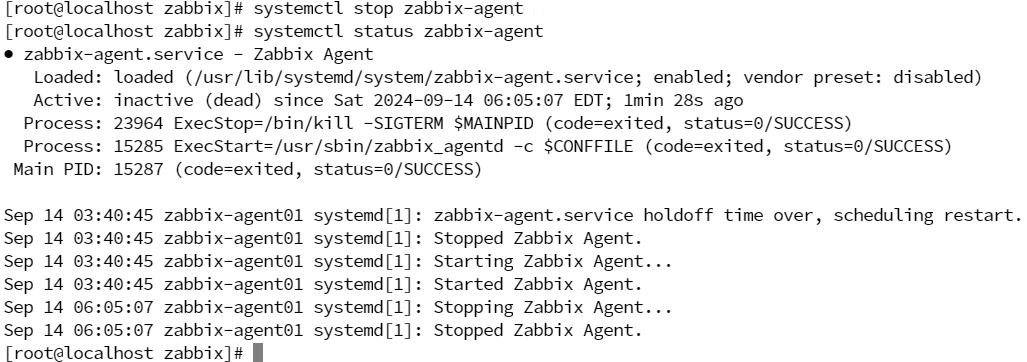 [root@localhost zabbix]# systemctl stop zabbix-agent
[root@localhost zabbix]# systemctl status zabbix-agent
● zabbix-agent.service - Zabbix Agent
   Loaded: loaded (/usr/lib/systemd/system/zabbix-agent.service; enabled; vendor preset: disabled)
   Active: inactive (dead) since Sat 2024-09-14 06:05:07 EDT; 1min 28s ago
  Process: 23964 ExecStop=/bin/kill -SIGTERM $MAINPID (code=exited, status=0/SUCCESS)
  Process: 15285 ExecStart=/usr/sbin/zabbix_agentd -c $CONFFILE (code=exited, status=0/SUCCESS)
 Main PID: 15287 (code=exited, status=0/SUCCESS)

Sep 14 03:40:45 zabbix-agent01 systemd[1]: zabbix-agent.service holdoff time over, scheduling restart.
Sep 14 03:40:45 zabbix-agent01 systemd[1]: Stopped Zabbix Agent.
Sep 14 03:40:45 zabbix-agent01 systemd[1]: Starting Zabbix Agent...
Sep 14 03:40:45 zabbix-agent01 systemd[1]: Started Zabbix Agent.
Sep 14 06:05:07 zabbix-agent01 systemd[1]: Stopping Zabbix Agent...
Sep 14 06:05:07 zabbix-agent01 systemd[1]: Stopped Zabbix Agent.
[root@localhost zabbix]#